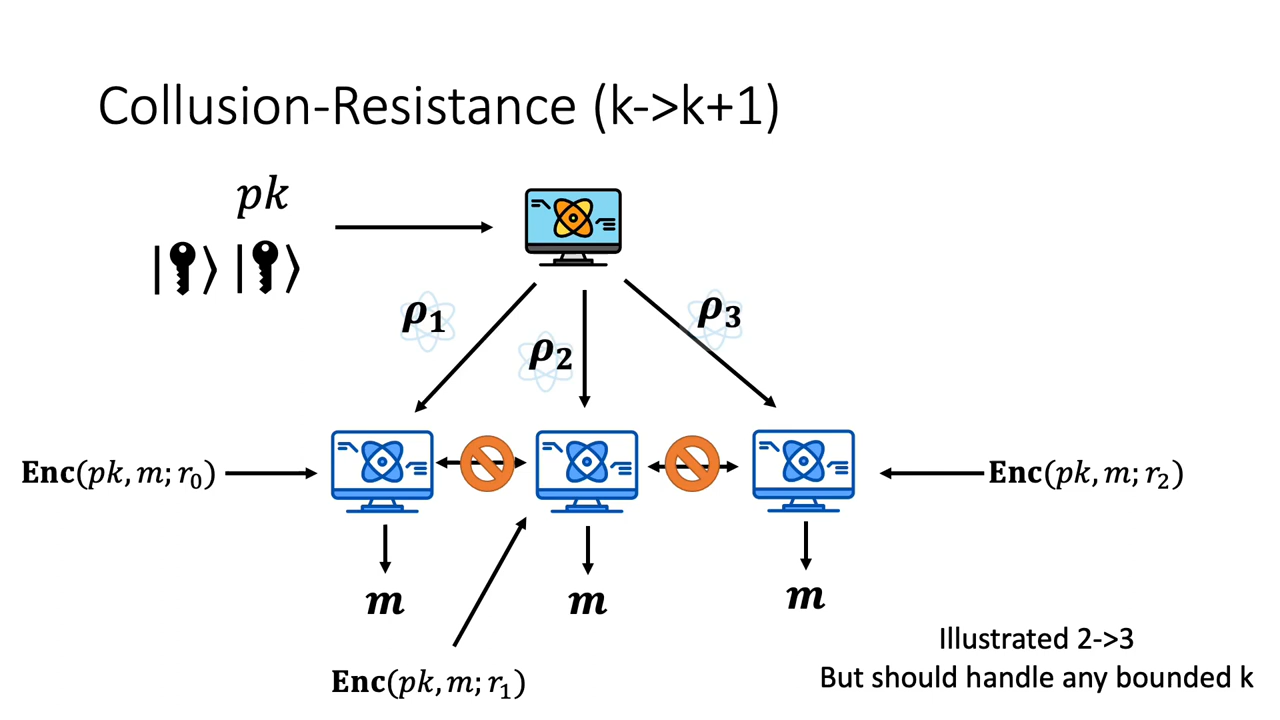 Collusion-Resistance (k->k+1)
pk
| ⟩ | ⟩
ρ₁
ρ₂
ρ₃
Enc(pk, m; r₀)
Enc(pk, m; r₂)
m
m
m
Enc(pk, m; r₁)
Illustrated 2->3
But should handle any bounded k